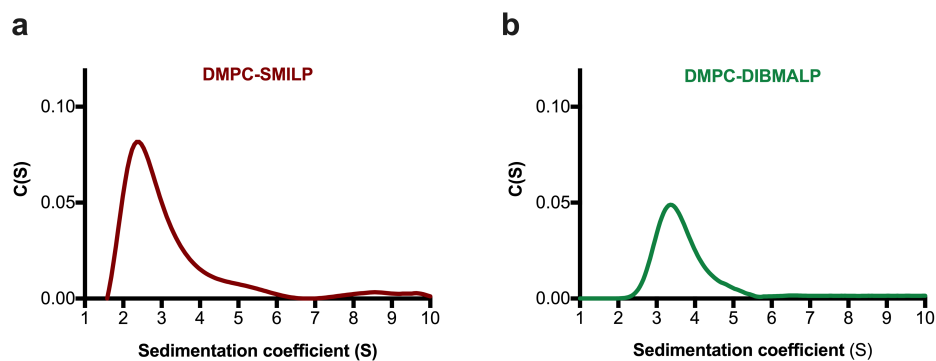 a
DMPC-SMILP
0.10
0.05
0.00
C(S)
1 2 3 4 5 6 7 8 9 10
Sedimentation coefficient (S)
b
DMPC-DIBMALP
0.10
0.05
0.00
C(S)
1 2 3 4 5 6 7 8 9 10
Sedimentation coefficient (S)